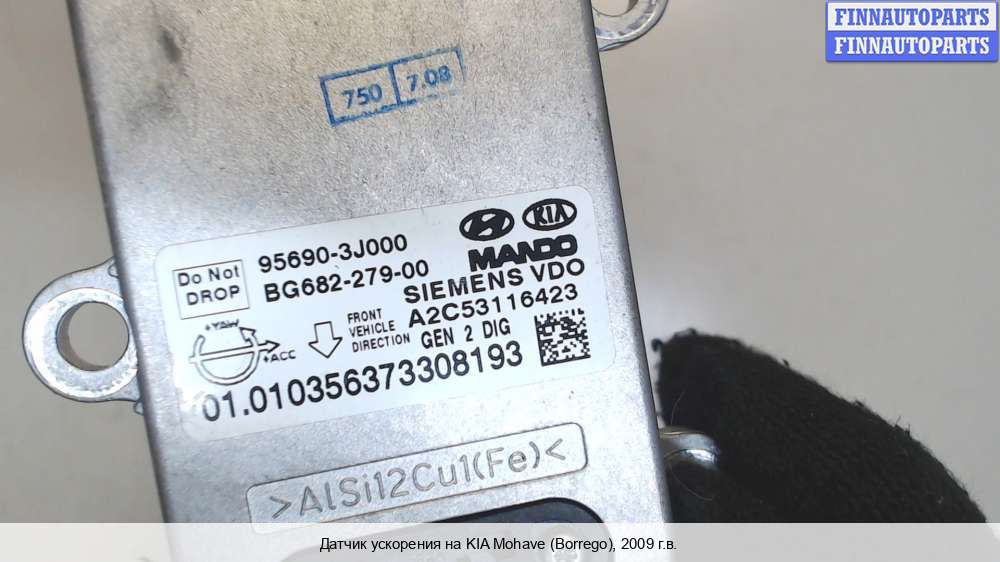 FINNAUTOPARTS
FINNAUTOPARTS
750 7.08
Do Not
DROP
95690-3J000
BG682-279-00
KIA
MANDO
SIEMENS VDO
A2C53116423
GEN 2 DIG
+YAW
+ACC
FRONT
VEHICLE
DIRECTION
01.010356373308193
>AlSi12Cu1(Fe)<
Датчик ускорения на KIA Mohave (Borrego), 2009 г.в.